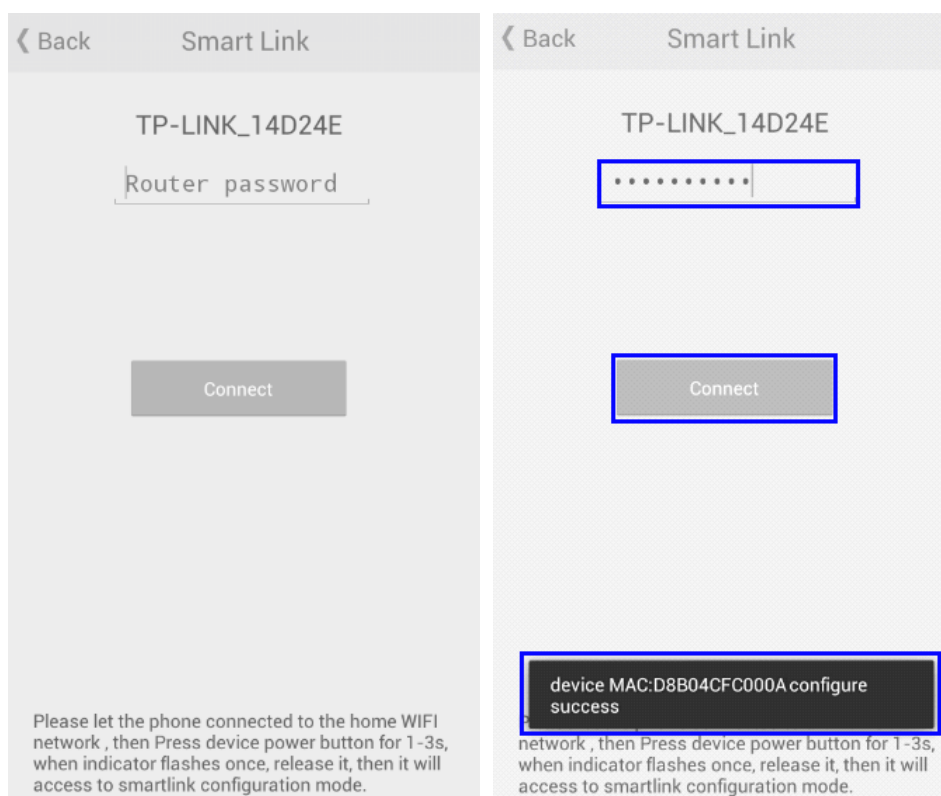 Back
Smart Link
TP-LINK_14D24E
Router password
Connect
Please let the phone connected to the home WIFI
network , then Press device power button for 1-3s,
when indicator flashes once, release it, then it will
access to smartlink configuration mode.
Back
Smart Link
TP-LINK_14D24E
Connect
device MAC:D8B04CFC000A configure
success
network , then Press device power button for 1-3s,
when indicator flashes once, release it, then it will
access to smartlink configuration mode.